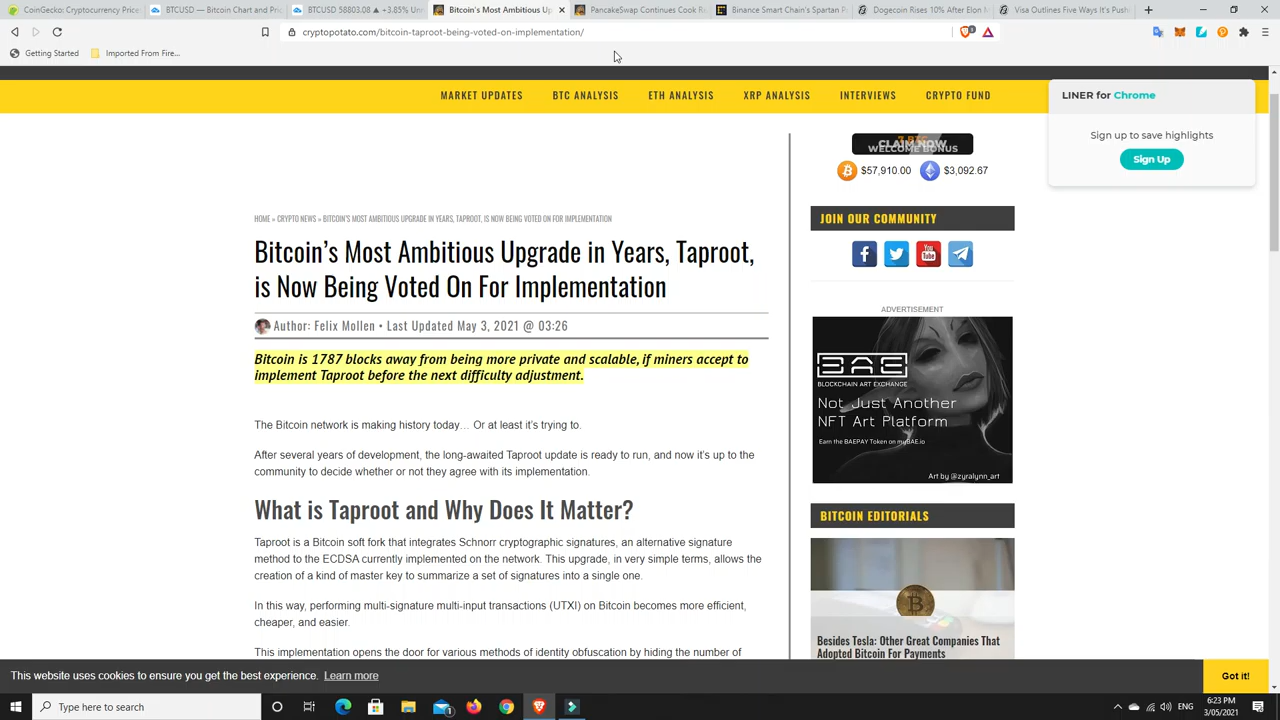 CoinGecko: Cryptocurrency Prices
BTCUSD — Bitcoin Chart and Pric
BTCUSD 58803.08 ▲ +3.85% Unn
Bitcoin's Most Ambitious Up
PancakeSwap Continues Cook R
Binance Smart Chain's Spartan P
Dogecoin Rises 10% After Elon M
Visa Outlines Five Ways It's Push
cryptopotato.com/bitcoin-taproot-being-voted-on-implementation/
Getting Started
Imported From Fire...
MARKET UPDATES
BTC ANALYSIS
ETH ANALYSIS
XRP ANALYSIS
INTERVIEWS
CRYPTO FUND
LINER for Chrome
Sign up to save highlights
Sign Up
CLAIM NOW
WELCOME BONUS
$57,910.00
$3,092.67
HOME » CRYPTO NEWS » BITCOIN'S MOST AMBITIOUS UPGRADE IN YEARS, TAPROOT, IS NOW BEING VOTED ON FOR IMPLEMENTATION
Bitcoin's Most Ambitious Upgrade in Years, Taproot,
is Now Being Voted On For Implementation
Author: Felix Mollen • Last Updated May 3, 2021 @ 03:26
Bitcoin is 1787 blocks away from being more private and scalable, if miners accept to
implement Taproot before the next difficulty adjustment.
The Bitcoin network is making history today… Or at least it's trying to.
After several years of development, the long-awaited Taproot update is ready to run, and now it's up to the
community to decide whether or not they agree with its implementation.
What is Taproot and Why Does It Matter?
Taproot is a Bitcoin soft fork that integrates Schnorr cryptographic signatures, an alternative signature
method to the ECDSA currently implemented on the network. This upgrade, in very simple terms, allows the
creation of a kind of master key to summarize a set of signatures into a single one.
In this way, performing multi-signature multi-input transactions (UTXI) on Bitcoin becomes more efficient,
cheaper, and easier.
This implementation opens the door for various methods of identity obfuscation by hiding the number of
JOIN OUR COMMUNITY
You
Tube
ADVERTISEMENT
BAE
BLOCKCHAIN ART EXCHANGE
Not Just Another
NFT Art Platform
Earn the BAEPAY Token on myBAE.io
Art by @zyralynn_art
BITCOIN EDITORIALS
Besides Tesla: Other Great Companies That
Adopted Bitcoin For Payments
This website uses cookies to ensure you get the best experience. Learn more
Got it!
Type here to search
ENG
6:23 PM
3/05/2021